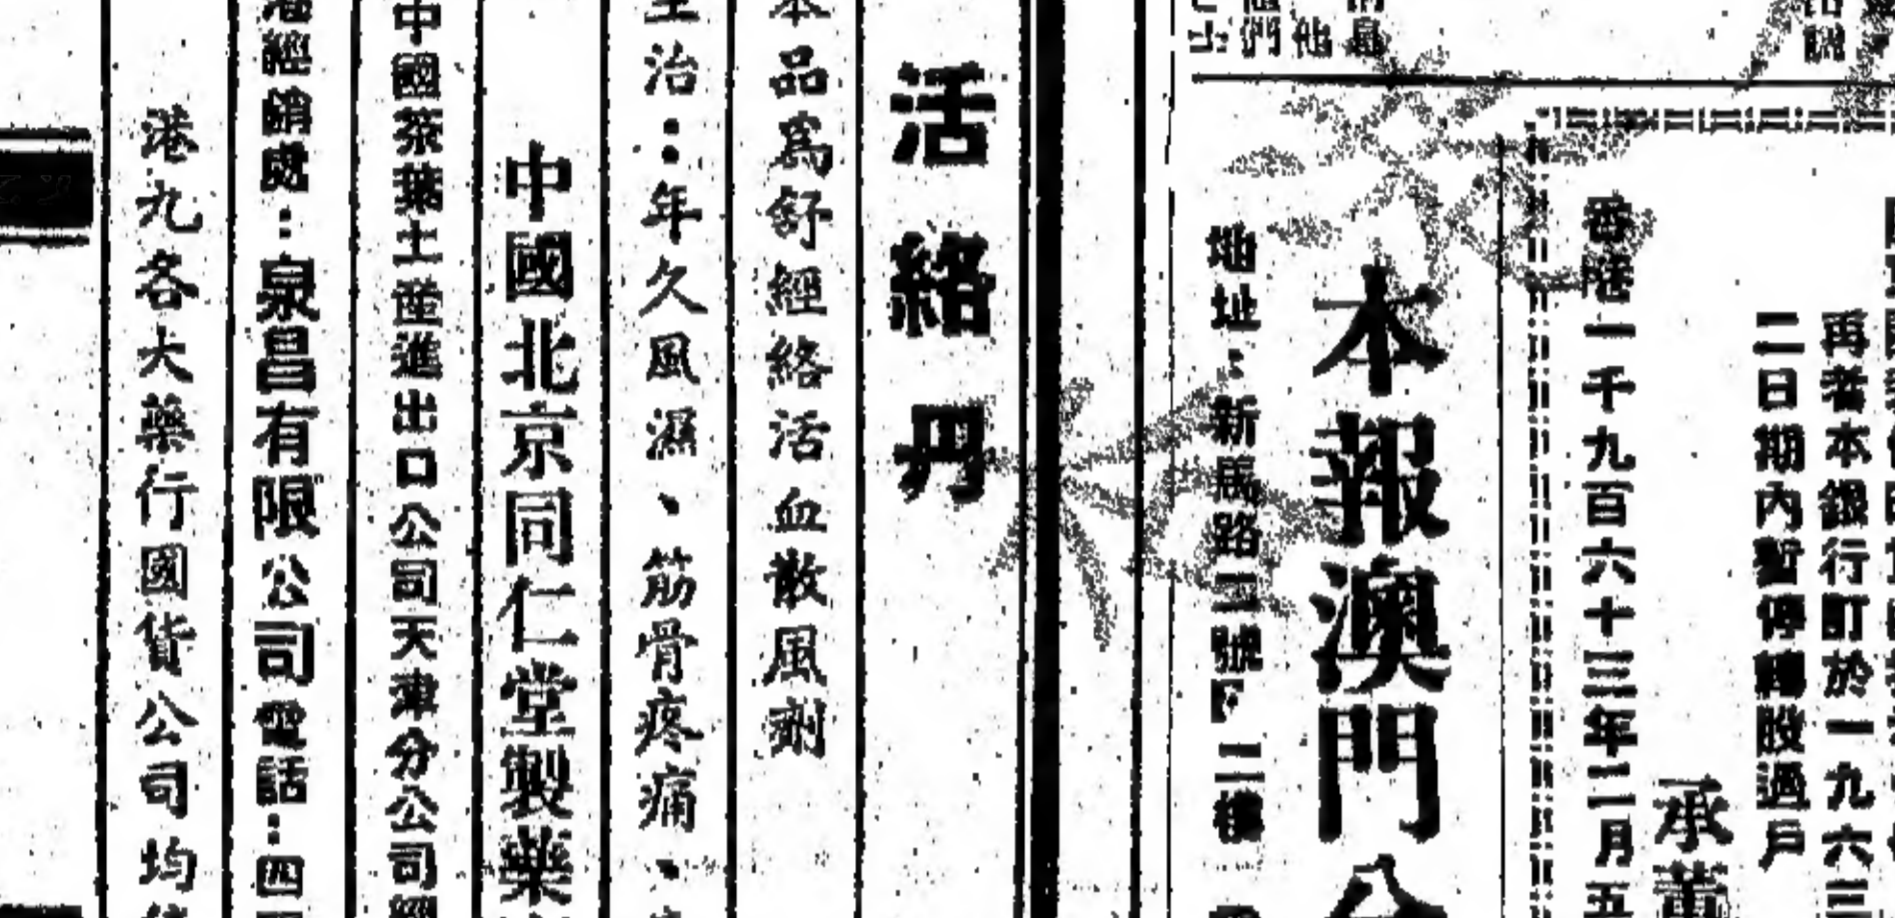 再者本銀行訂於一九六三
二日期內暫停轉股過戶
承董
香港一千九百六十三年二月五
本報澳門分
地址：新馬路二號 二樓
活絡丹
本品爲舒經絡活血散風劑
主治：年久風濕、筋骨疼痛、
中國北京同仁堂製藥
中國茶葉土產進出口公司天津分公司經
港經銷處：泉昌有限公司電話：四
港九各大藥行國貨公司均